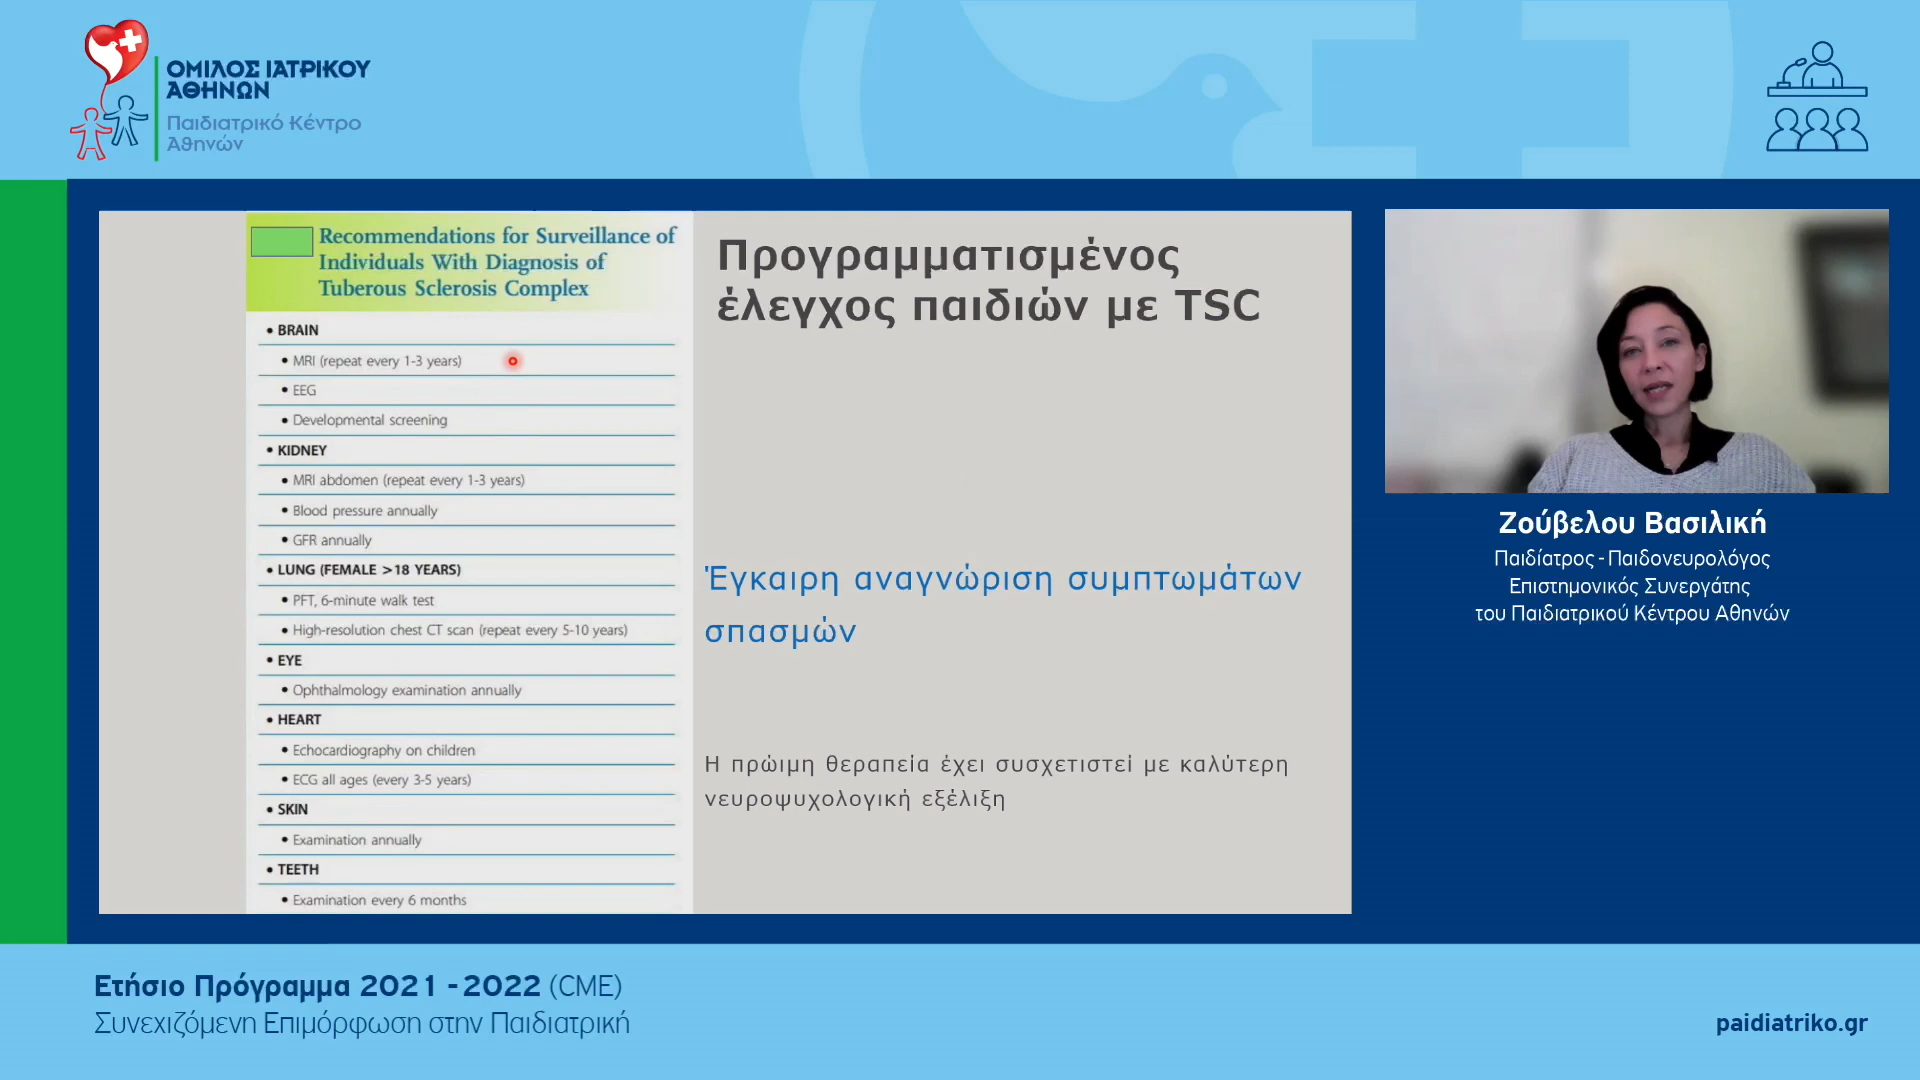 ΟΜΙΛΟΣ ΙΑΤΡΙΚΟΥ
ΑΘΗΝΩΝ
Παιδιατρικό Κέντρο
Αθηνών
Recommendations for Surveillance of
Individuals With Diagnosis of
Tuberous Sclerosis Complex
• BRAIN
• MRI (repeat every 1-3 years)
• EEG
• Developmental screening
• KIDNEY
• MRI abdomen (repeat every 1-3 years)
• Blood pressure annually
• GFR annually
• LUNG (FEMALE >18 YEARS)
• PFT, 6-minute walk test
• High-resolution chest CT scan (repeat every 5-10 years)
• EYE
• Ophthalmology examination annually
• HEART
• Echocardiography on children
• ECG all ages (every 3-5 years)
• SKIN
• Examination annually
• TEETH
• Examination every 6 months
Προγραμματισμένος
έλεγχος παιδιών με TSC
Έγκαιρη αναγνώριση συμπτωμάτων
σπασμών
Η πρώιμη θεραπεία έχει συσχετιστεί με καλύτερη
νευροψυχολογική εξέλιξη
Ζούβελου Βασιλική
Παιδίατρος - Παιδονευρολόγος
Επιστημονικός Συνεργάτης
του Παιδιατρικού Κέντρου Αθηνών
Ετήσιο Πρόγραμμα 2021 - 2022 (CME)
Συνεχιζόμενη Επιμόρφωση στην Παιδιατρική
paidiatriko.gr